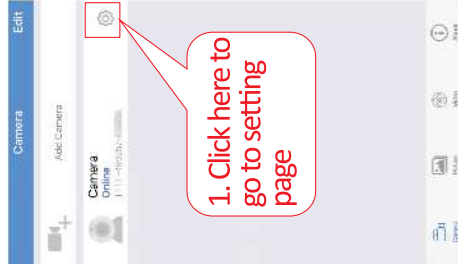 Camera
Edit
Add Camera
Camera
Online
1. Click here to
go to setting
page